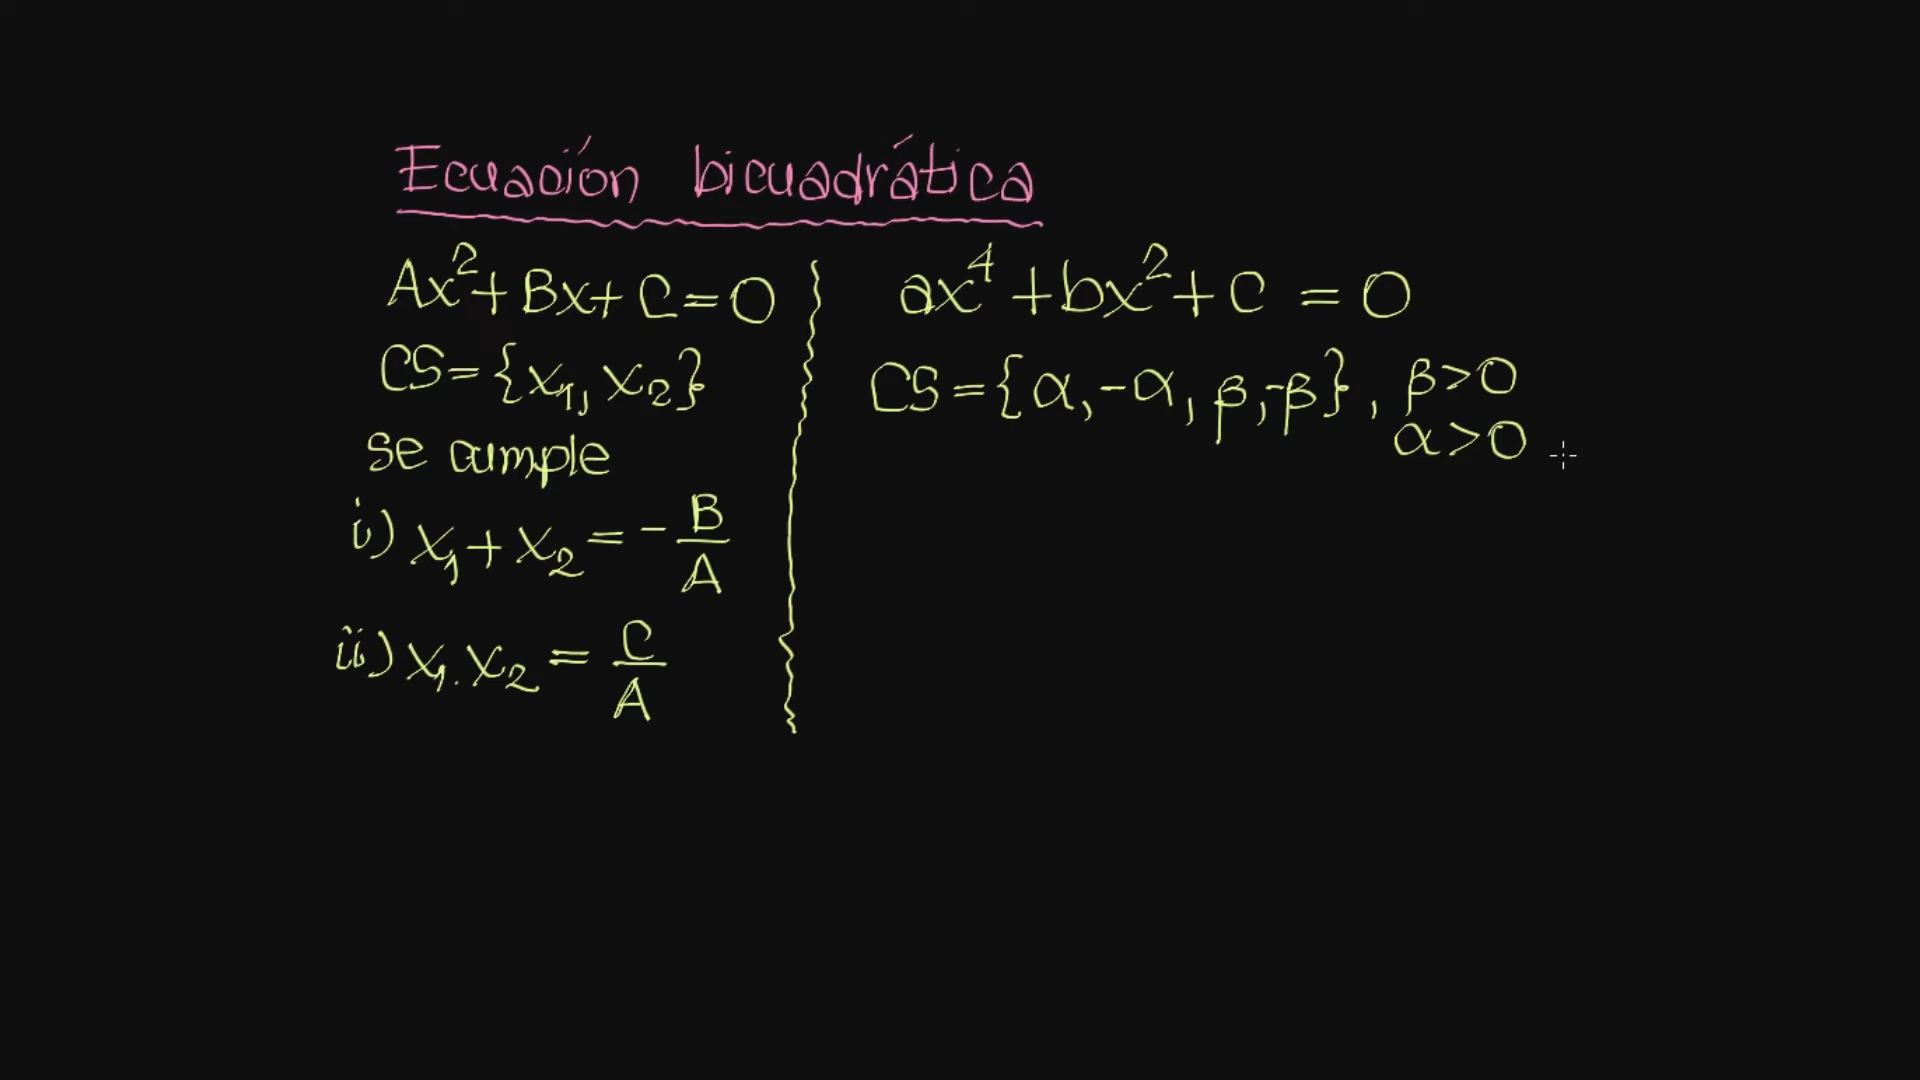 Ecuación bicuadrática
Ax²+Bx+C=0
CS={x₁, x₂}
se cumple
i) x₁+x₂=-B/A
ii) x₁.x₂=C/A
ax⁴+bx²+c=0
CS={α,-α,β,-β}, β>0
α>0